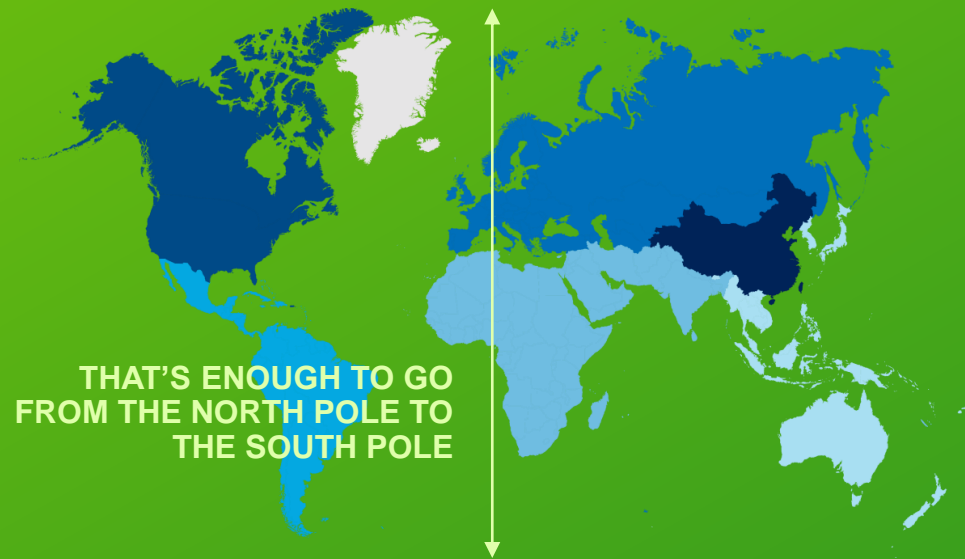 THAT’S ENOUGH TO GO
FROM THE NORTH POLE TO
THE SOUTH POLE